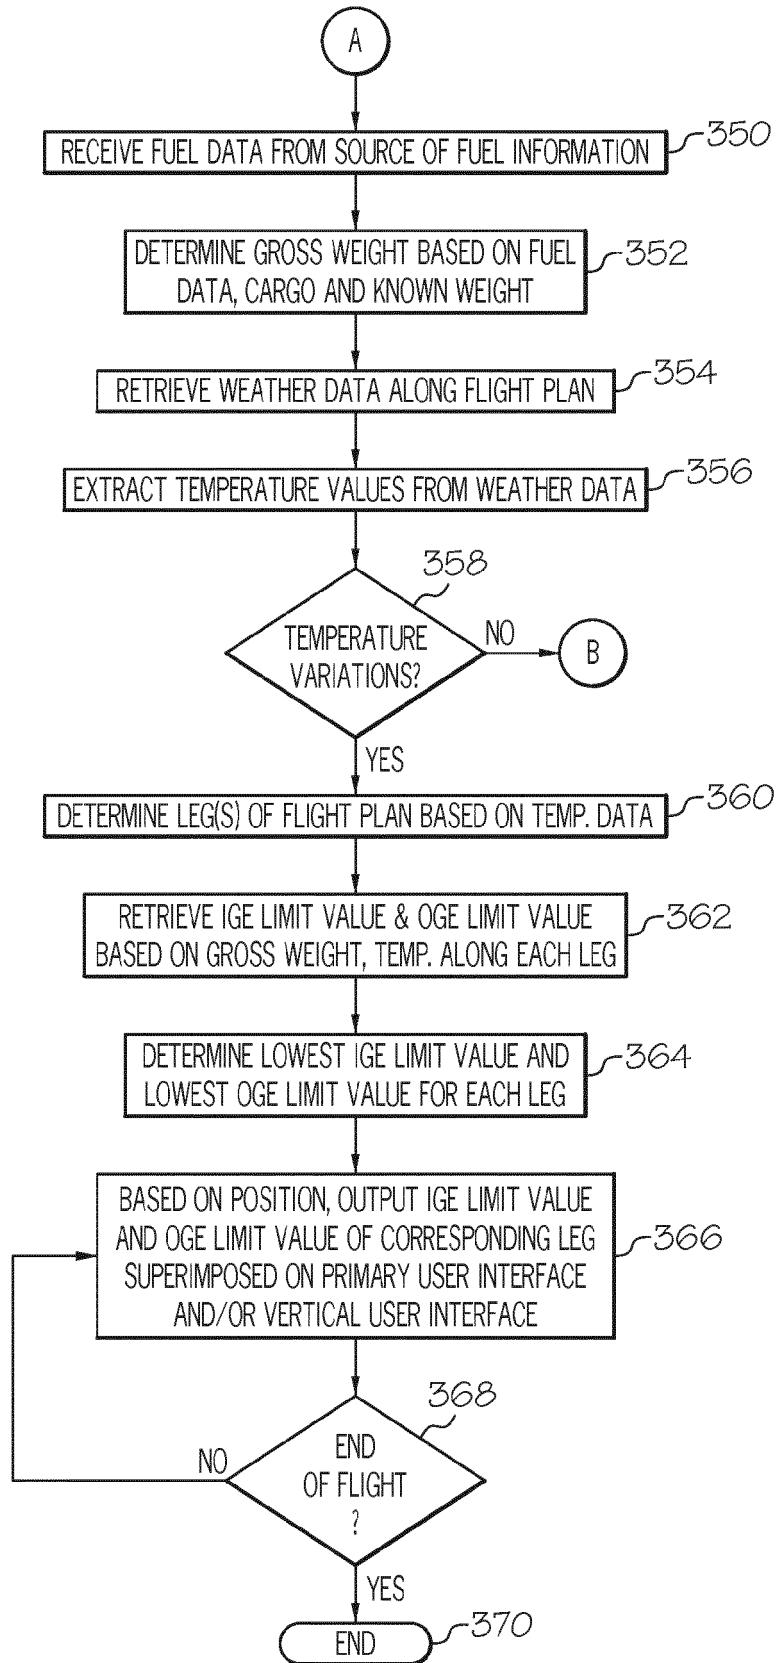 A
RECEIVE FUEL DATA FROM SOURCE OF FUEL INFORMATION
350
DETERMINE GROSS WEIGHT BASED ON FUEL
DATA, CARGO AND KNOWN WEIGHT
352
RETRIEVE WEATHER DATA ALONG FLIGHT PLAN
354
EXTRACT TEMPERATURE VALUES FROM WEATHER DATA
356
358
TEMPERATURE
VARIATIONS?
NO
B
YES
DETERMINE LEG(S) OF FLIGHT PLAN BASED ON TEMP. DATA
360
RETRIEVE IGE LIMIT VALUE & OGE LIMIT VALUE
BASED ON GROSS WEIGHT, TEMP. ALONG EACH LEG
362
DETERMINE LOWEST IGE LIMIT VALUE AND
LOWEST OGE LIMIT VALUE FOR EACH LEG
364
BASED ON POSITION, OUTPUT IGE LIMIT VALUE
AND OGE LIMIT VALUE OF CORRESPONDING LEG
SUPERIMPOSED ON PRIMARY USER INTERFACE
AND/OR VERTICAL USER INTERFACE
366
368
END
OF FLIGHT
?
NO
YES
END
370